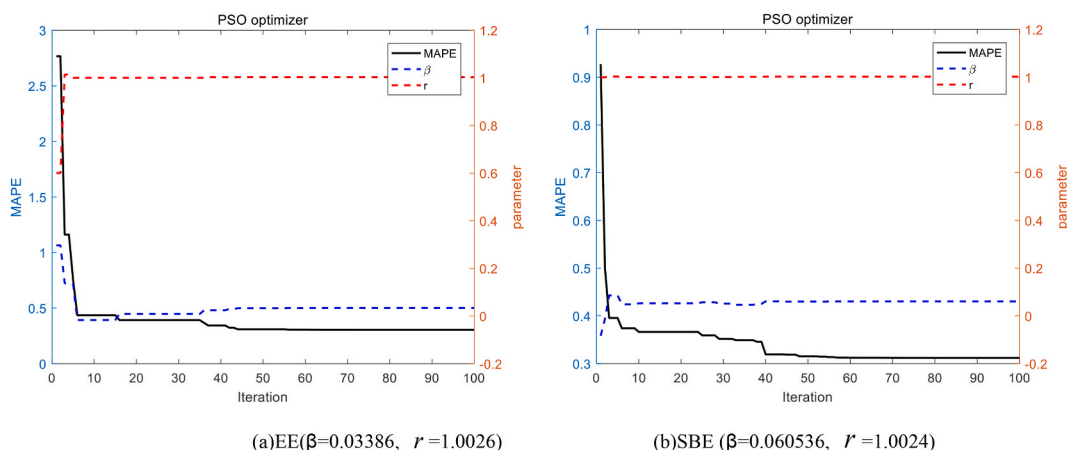 PSO optimizer
3
2.5
2
1.5
1
0.5
0
MAPE
1.2
1
0.8
0.6
0.4
0.2
0
-0.2
parameter
MAPE
β
r
0 10 20 30 40 50 60 70 80 90 100
Iteration
(a)EE(β=0.03386, r =1.0026)
PSO optimizer
1
0.9
0.8
0.7
0.6
0.5
0.4
0.3
MAPE
1.2
1
0.8
0.6
0.4
0.2
0
-0.2
parameter
MAPE
β
r
0 10 20 30 40 50 60 70 80 90 100
Iteration
(b)SBE (β=0.060536, r =1.0024)